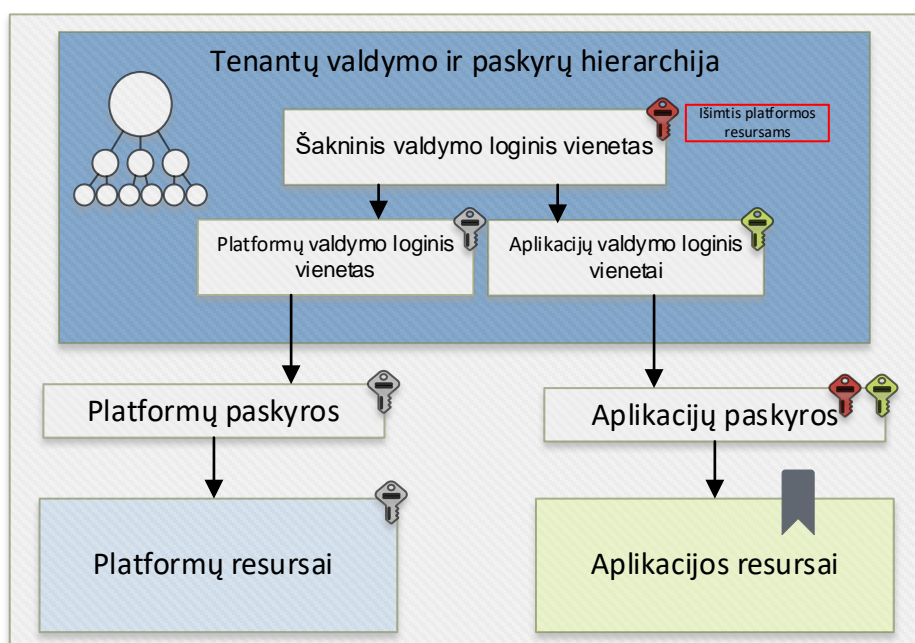 Tenantų valdymo ir paskyrų hierarchija
Šakninis valdymo loginis vienetas
Išimtis platformos
resursams
Platformų valdymo loginis
vienetas
Aplikacijų valdymo loginis
vienetai
Platformų paskyros
Aplikacijų paskyros
Platformų resursai
Aplikacijos resursai